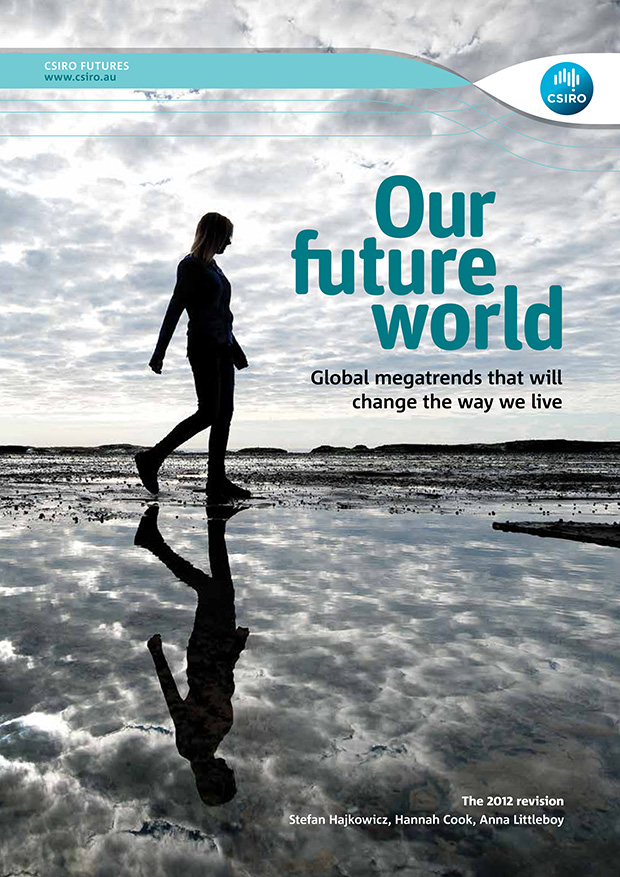 CSIRO FUTURES
www.csiro.au
CSIRO
Our
future
world
Global megatrends that will
change the way we live
The 2012 revision
Stefan Hajkowicz, Hannah Cook, Anna Littleboy